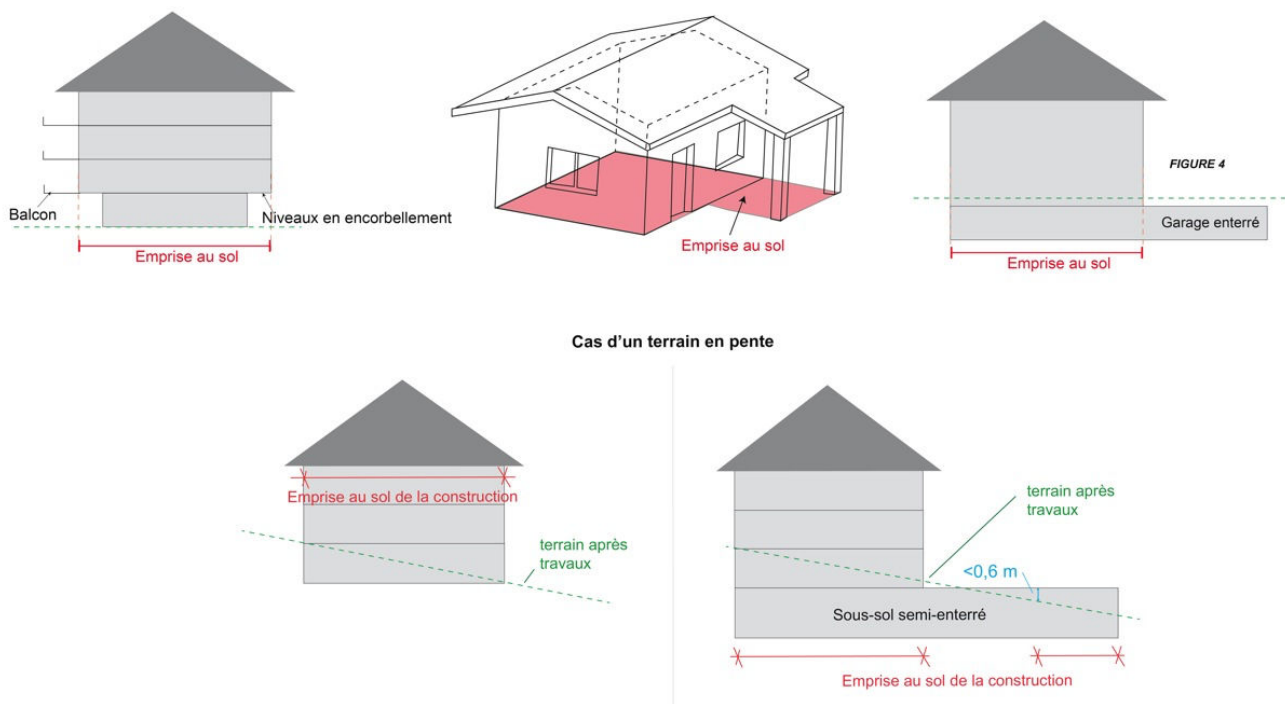 Balcon
Niveaux en encorbellement
Emprise au sol
Emprise au sol
FIGURE 4
Garage enterré
Emprise au sol
Cas d’un terrain en pente
Emprise au sol de la construction
terrain après
travaux
terrain après
travaux
<0,6 m
Sous-sol semi-enterré
Emprise au sol de la construction